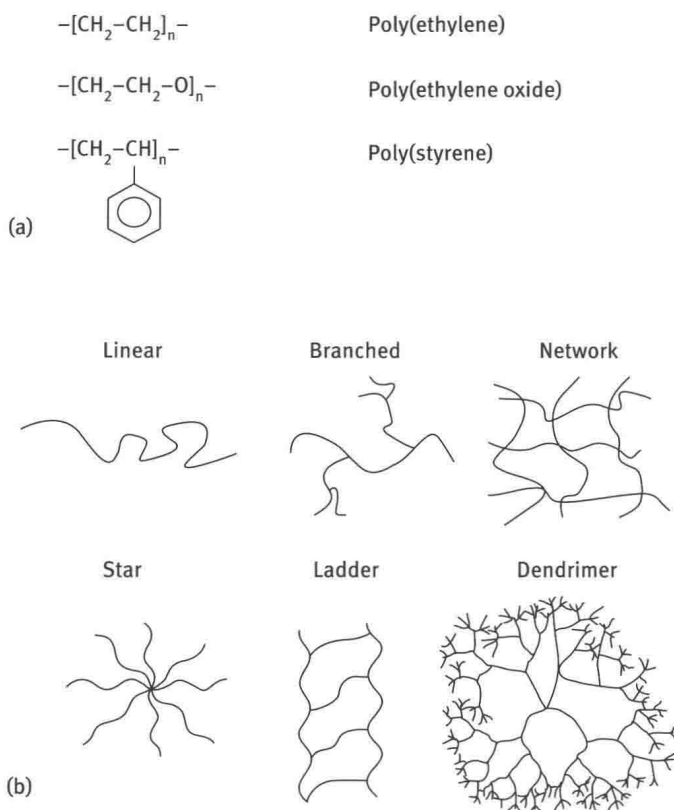 –[CH₂–CH₂]ₙ– Poly(ethylene)
–[CH₂–CH₂–O]ₙ– Poly(ethylene oxide)
–[CH₂–CH]ₙ– Poly(styrene)
(a)
Linear Branched Network
Star Ladder Dendrimer
(b)